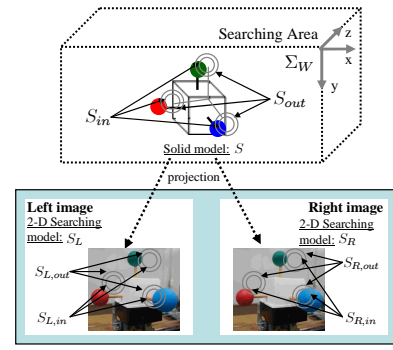 Searching Area
z
x
Σ_W
y
S_in
S_out
Solid model: S
projection
Left image
2-D Searching
model: S_L
S_L,out
S_L,in
Right image
2-D Searching
model: S_R
S_R,out
S_R,in